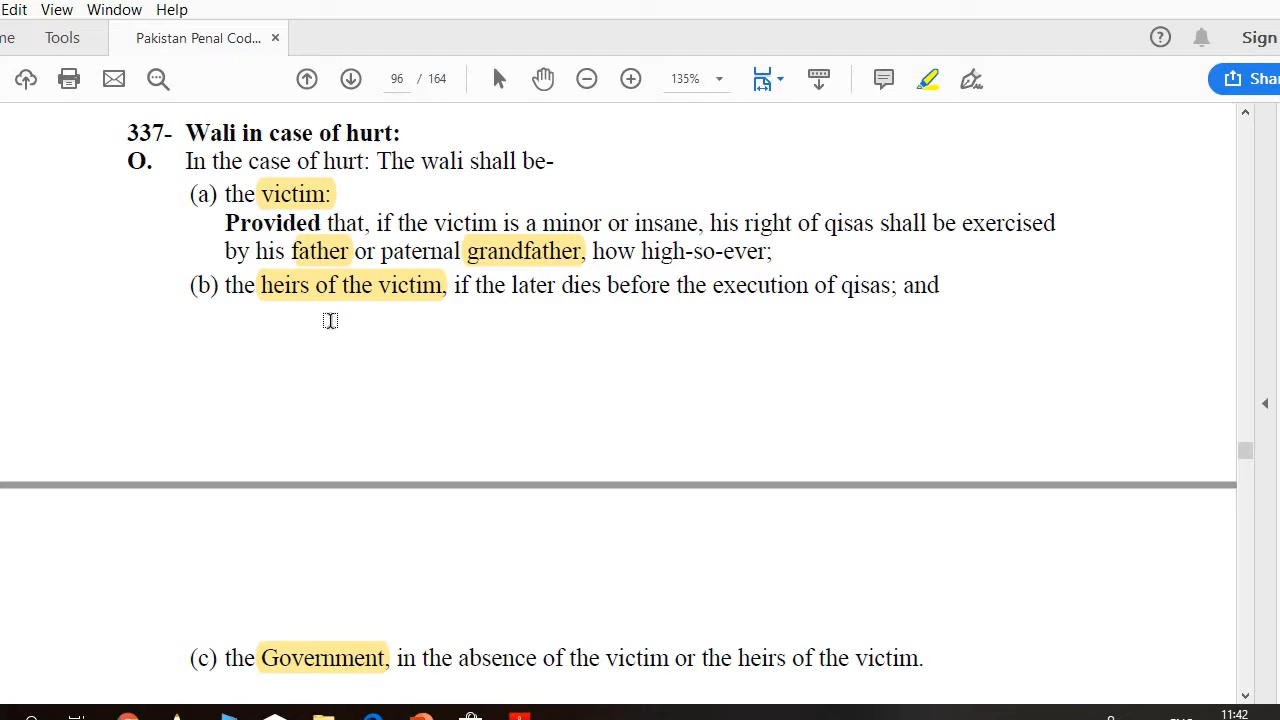 Edit View Window Help
me Tools Pakistan Penal Cod... ×
? Sign
96 / 164 135% Shar
337- Wali in case of hurt:
O. In the case of hurt: The wali shall be-
(a) the victim:
Provided that, if the victim is a minor or insane, his right of qisas shall be exercised
by his father or paternal grandfather, how high-so-ever;
(b) the heirs of the victim, if the later dies before the execution of qisas; and
(c) the Government, in the absence of the victim or the heirs of the victim.
11:42